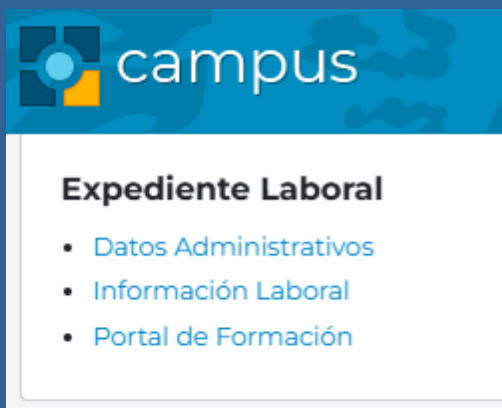 campus
Expediente Laboral
Datos Administrativos
Información Laboral
Portal de Formación